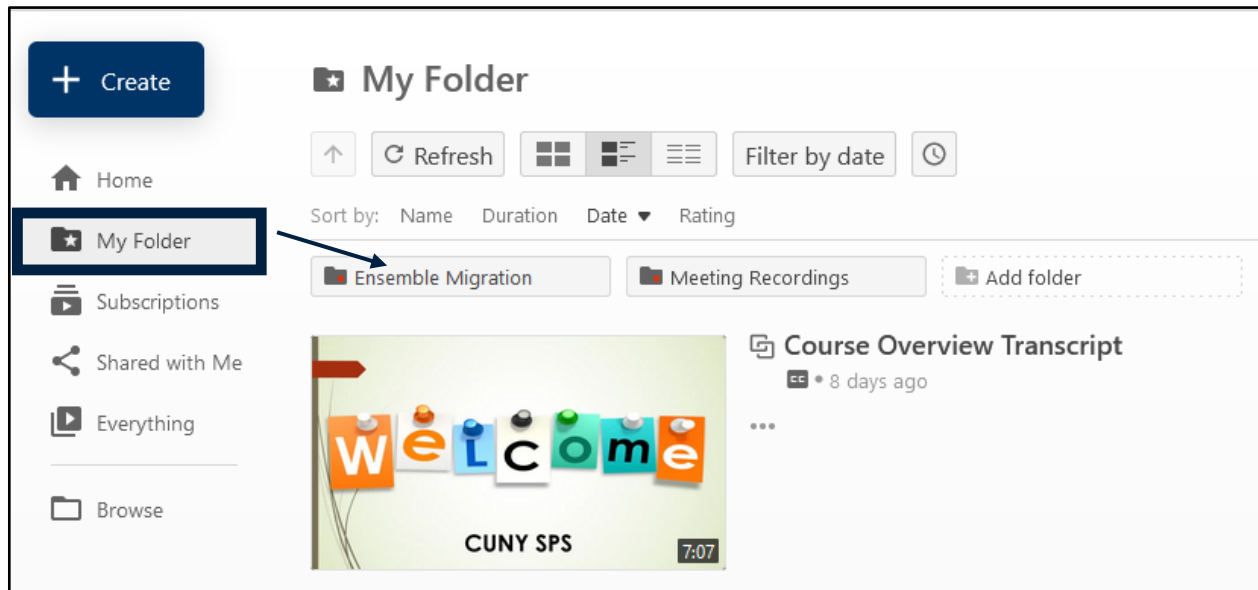 + Create
My Folder
Refresh
Filter by date
Home
Sort by: Name Duration Date ▼ Rating
My Folder
Ensemble Migration
Meeting Recordings
Add folder
Subscriptions
Course Overview Transcript
CC • 8 days ago
Shared with Me
Everything
Browse
Welcome
CUNY SPS
7:07